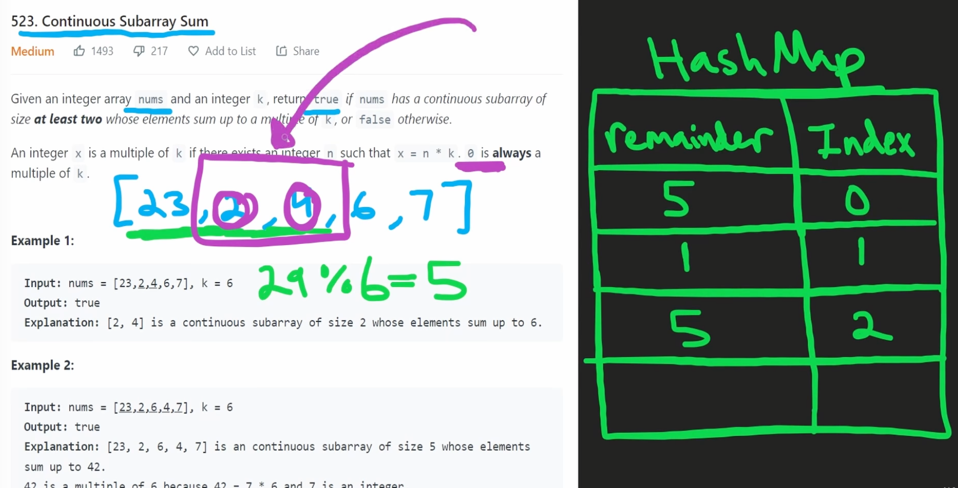 523. Continuous Subarray Sum
Medium 1493 217 Add to List Share
Given an integer array nums and an integer k, return true if nums has a continuous subarray of
size at least two whose elements sum up to a multiple of k, or false otherwise.
An integer x is a multiple of k if there exists an integer n such that x = n * k. 0 is always a
multiple of k.
[23, 2, 4, 6, 7]
Example 1:
Input: nums = [23,2,4,6,7], k = 6
Output: true
Explanation: [2, 4] is a continuous subarray of size 2 whose elements sum up to 6.
29%6=5
Example 2:
Input: nums = [23,2,6,4,7], k = 6
Output: true
Explanation: [23, 2, 6, 4, 7] is an continuous subarray of size 5 whose elements
sum up to 42.
42 is a multiple of 6 because 42 = 7 * 6 and 7 is an integer.
HashMap
remainder Index
5 0
1 1
5 2